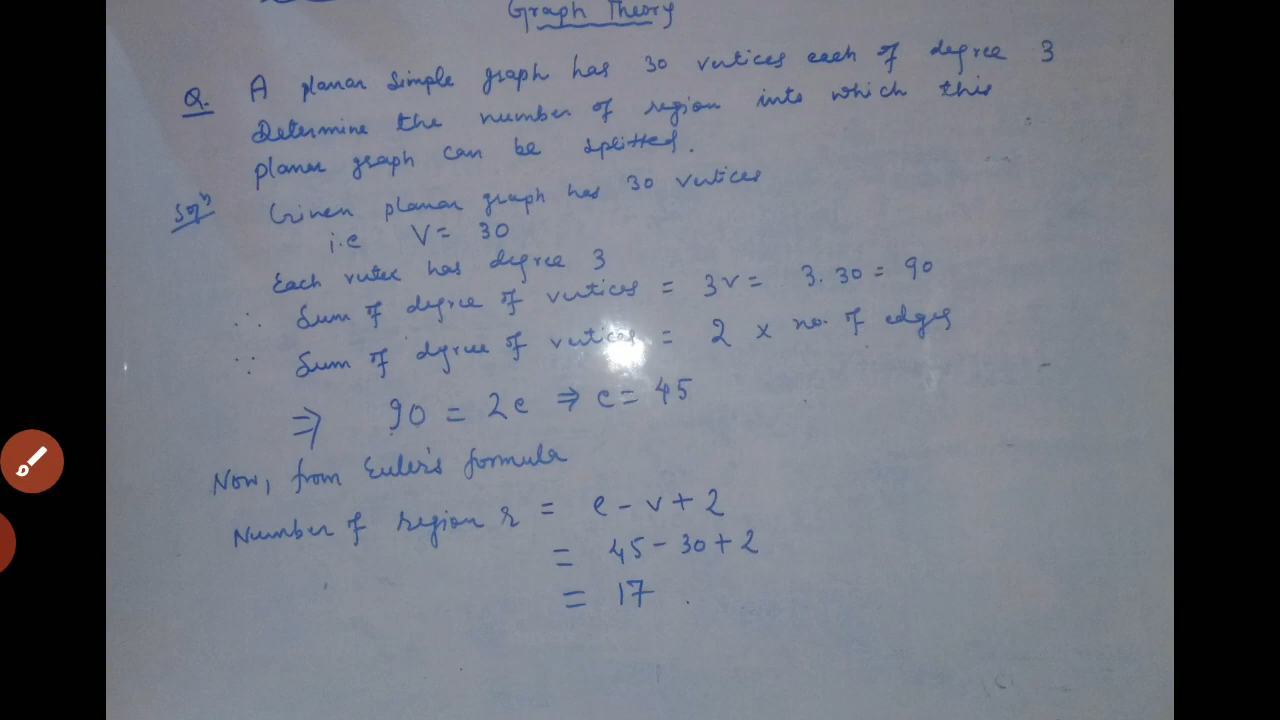 Graph Theory
Q. A planar simple graph has 30 vertices each of degree 3
Determine the number of region into which this
planar graph can be splitted.
Solⁿ Given planar graph has 30 vertices
i.e V = 30
Each vertex has degree 3
∴ Sum of degree of vertices = 3v = 3.30 = 90
∵ Sum of degree of vertices = 2 x no. of edges
⇒ 90 = 2e ⇒ e = 45
Now, from Euler's formula
Number of region r = e - v + 2
= 45 - 30 + 2
= 17 .